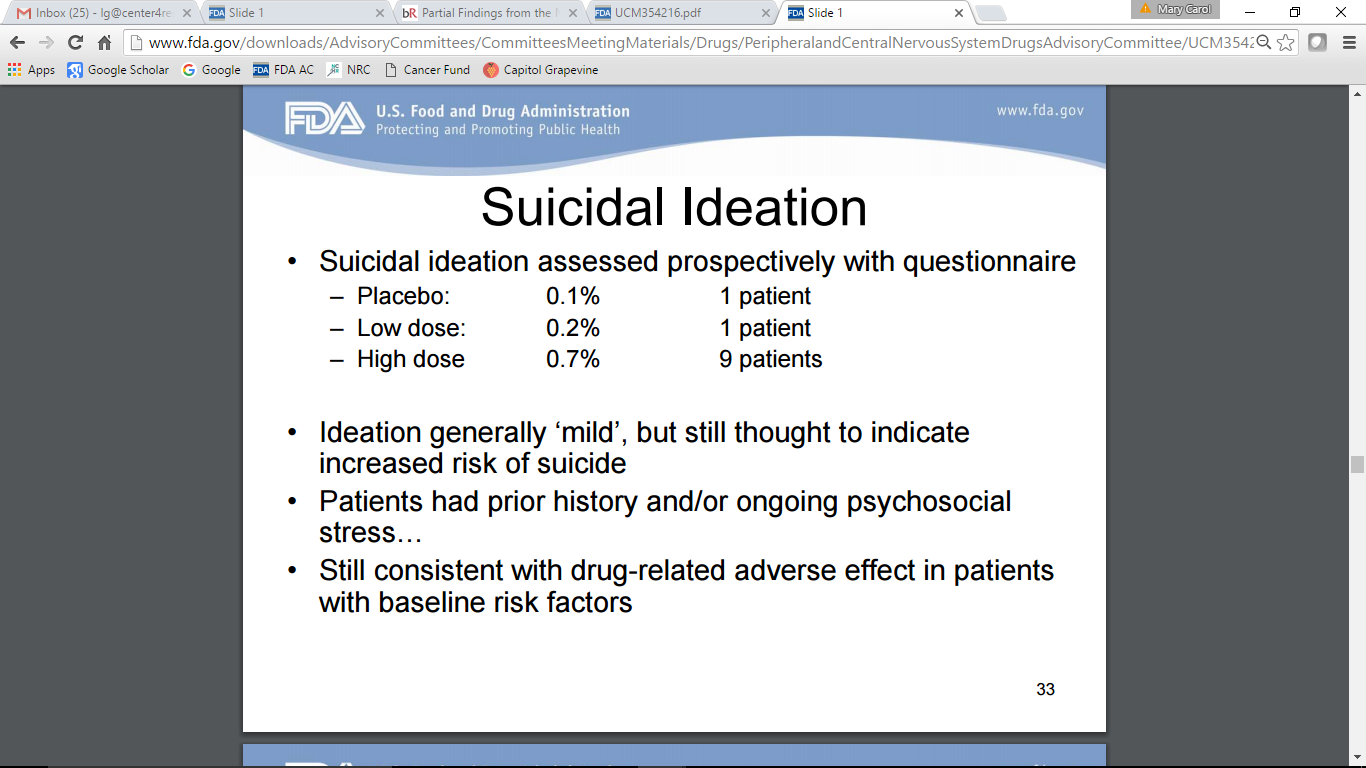 Inbox (25) - lg@center4re
FDA Slide 1
bR Partial Findings from the
FDA UCM354216.pdf
FDA Slide 1
Mary Carol
www.fda.gov/downloads/AdvisoryCommittees/CommitteesMeetingMaterials/Drugs/PeripheralandCentralNervousSystemDrugsAdvisoryCommittee/UCM3542
Apps Google Scholar Google FDA FDA AC NRC Cancer Fund Capitol Grapevine
FDA U.S. Food and Drug Administration
Protecting and Promoting Public Health
www.fda.gov
Suicidal Ideation
• Suicidal ideation assessed prospectively with questionnaire
– Placebo: 0.1% 1 patient
– Low dose: 0.2% 1 patient
– High dose 0.7% 9 patients
• Ideation generally ‘mild’, but still thought to indicate
increased risk of suicide
• Patients had prior history and/or ongoing psychosocial
stress…
• Still consistent with drug-related adverse effect in patients
with baseline risk factors
33